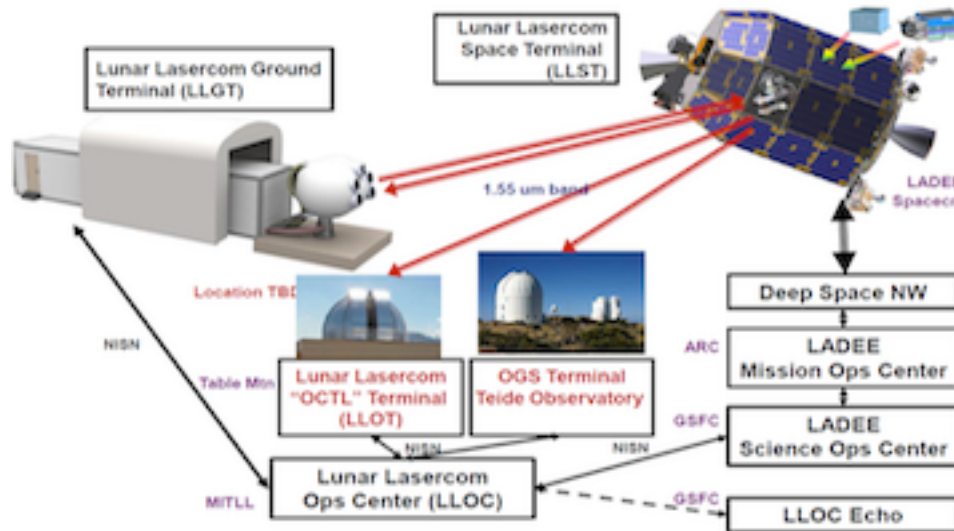 Lunar Lasercom Ground
Terminal (LLGT)
Lunar Lasercom
Space Terminal
(LLST)
1.55 um band
LADEE
Deep Space NW
Location TBD
NISN
ARC
LADEE
Mission Ops Center
Table Mtn
Lunar Lasercom
"OCTL" Terminal
(LLOT)
OGS Terminal
Teide Observatory
GSFC
LADEE
Science Ops Center
NISN
NISN
MITLL
Lunar Lasercom
Ops Center (LLOC)
GSFC
LLOC Echo